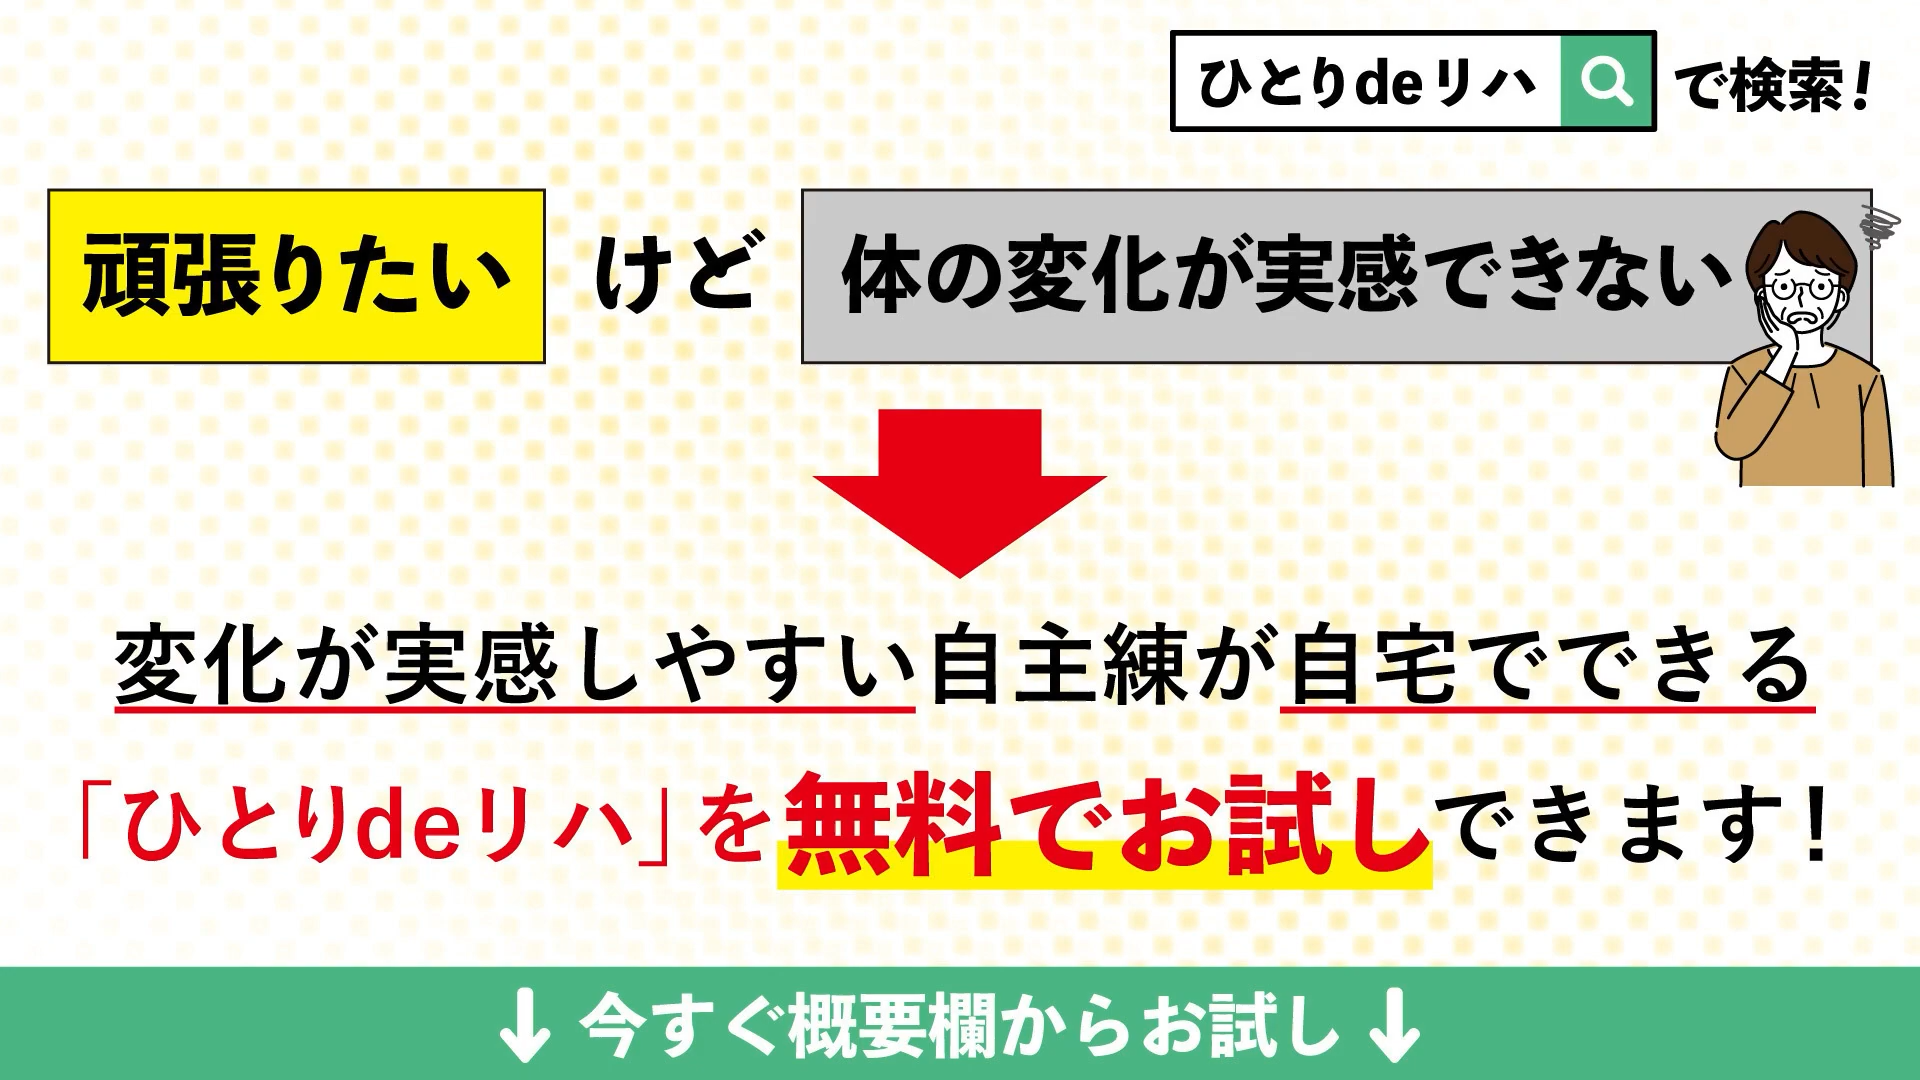 ひとりdeリハ で検索!
頑張りたい けど 体の変化が実感できない
変化が実感しやすい自主練が自宅でできる
「ひとりdeリハ」を無料でお試しできます!
↓今すぐ概要欄からお試し↓